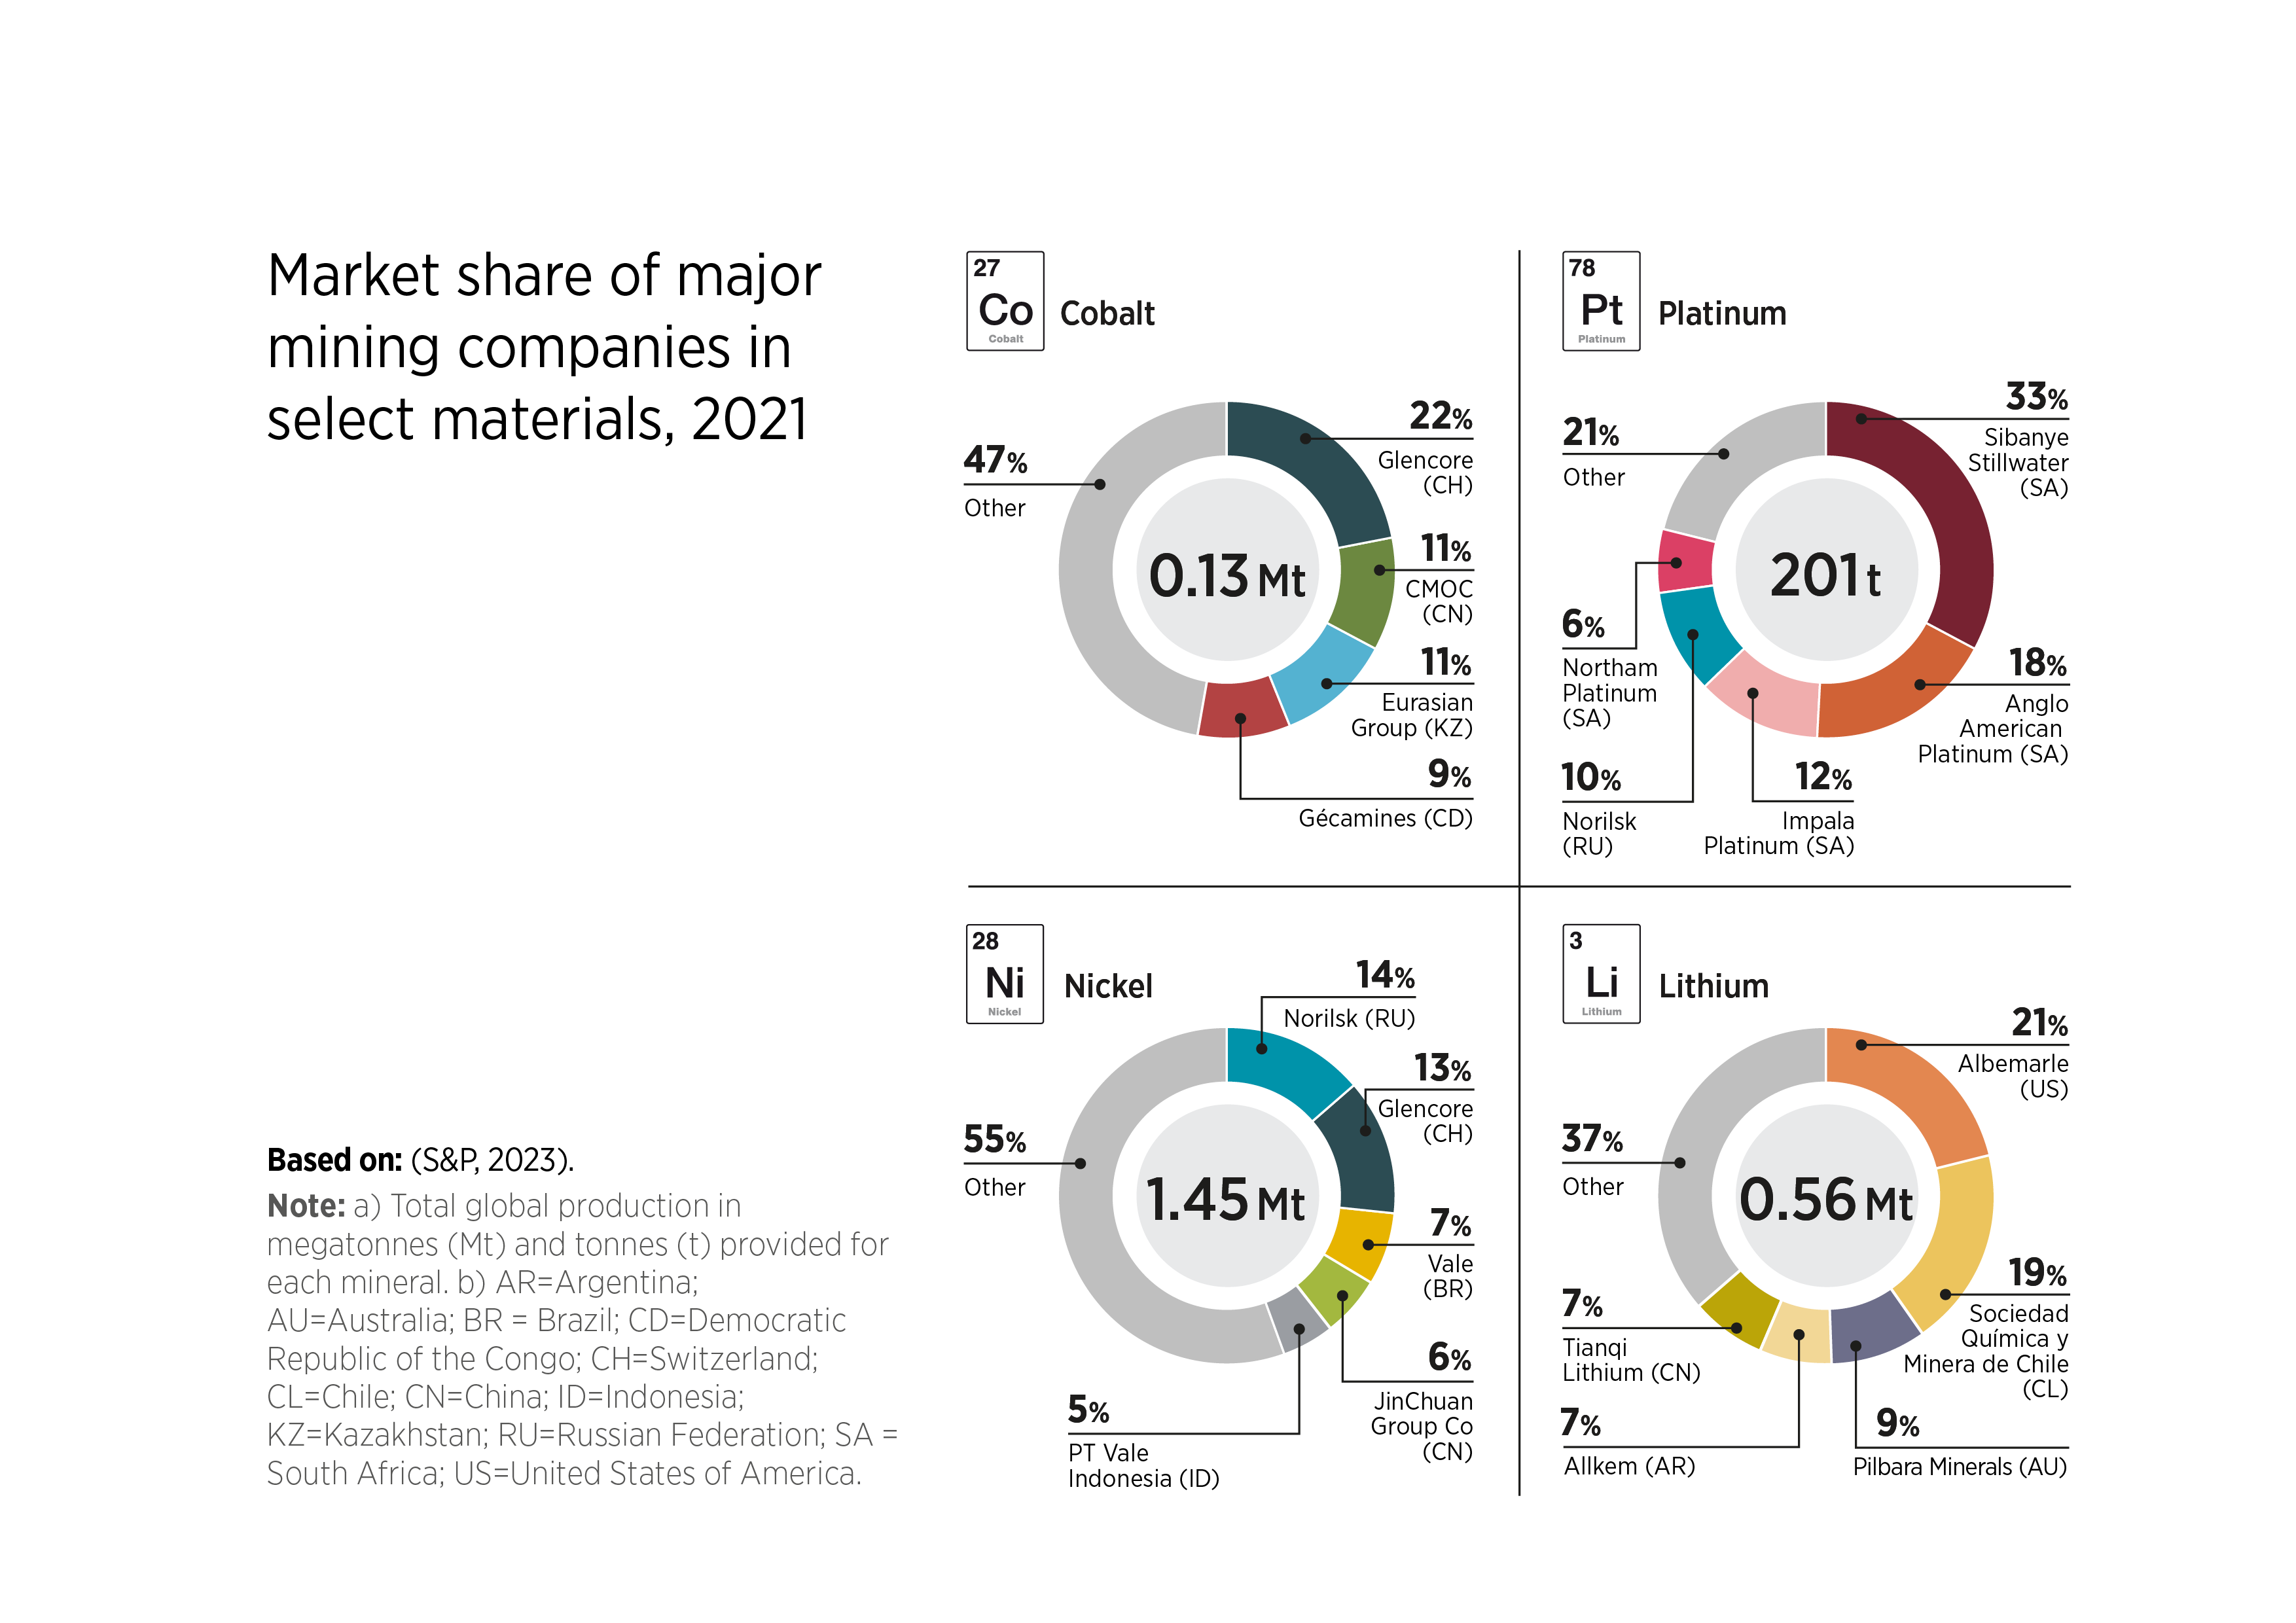 Market share of major
mining companies in
select materials, 2021
Based on: (S&P, 2023).
Note: a) Total global production in
megatonnes (Mt) and tonnes (t) provided for
each mineral. b) AR=Argentina;
AU=Australia; BR = Brazil; CD=Democratic
Republic of the Congo; CH=Switzerland;
CL=Chile; CN=China; ID=Indonesia;
KZ=Kazakhstan; RU=Russian Federation; SA =
South Africa; US=United States of America.
27
Co
Cobalt
Cobalt
22%
Glencore
(CH)
11%
CMOC
(CN)
11%
Eurasian
Group (KZ)
9%
Gécamines (CD)
47%
Other
0.13 Mt
78
Pt
Platinum
Platinum
33%
Sibanye
Stillwater
(SA)
18%
Anglo
American
Platinum (SA)
12%
Impala
Platinum (SA)
10%
Norilsk
(RU)
6%
Northam
Platinum
(SA)
21%
Other
201 t
28
Ni
Nickel
Nickel
14%
Norilsk (RU)
13%
Glencore
(CH)
7%
Vale
(BR)
6%
JinChuan
Group Co
(CN)
5%
PT Vale
Indonesia (ID)
55%
Other
1.45 Mt
3
Li
Lithium
Lithium
21%
Albemarle
(US)
19%
Sociedad
Química y
Minera de Chile
(CL)
9%
Pilbara Minerals (AU)
7%
Allkem (AR)
7%
Tianqi
Lithium (CN)
37%
Other
0.56 Mt